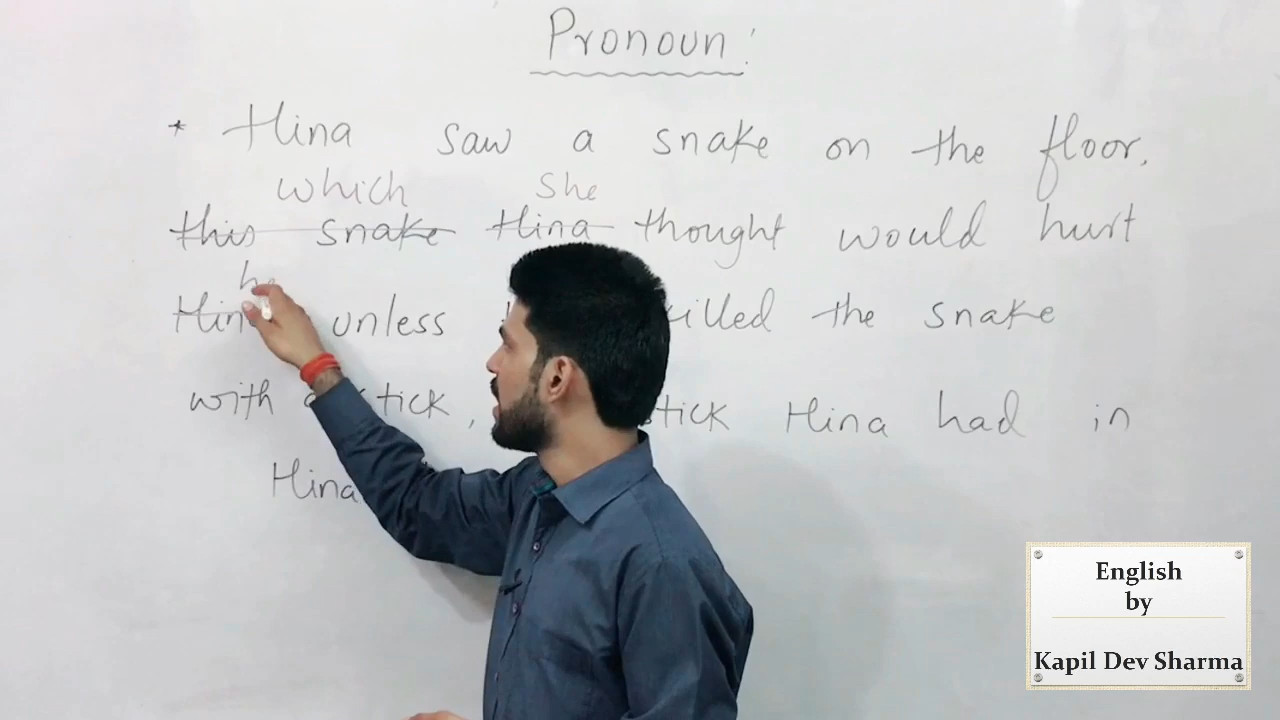 Pronoun:
* Hina saw a snake on the floor.
which she
this snake Hina thought would hurt
he
Hina unless killed the snake
with stick, stick Hina had in
Hina
English
by
Kapil Dev Sharma